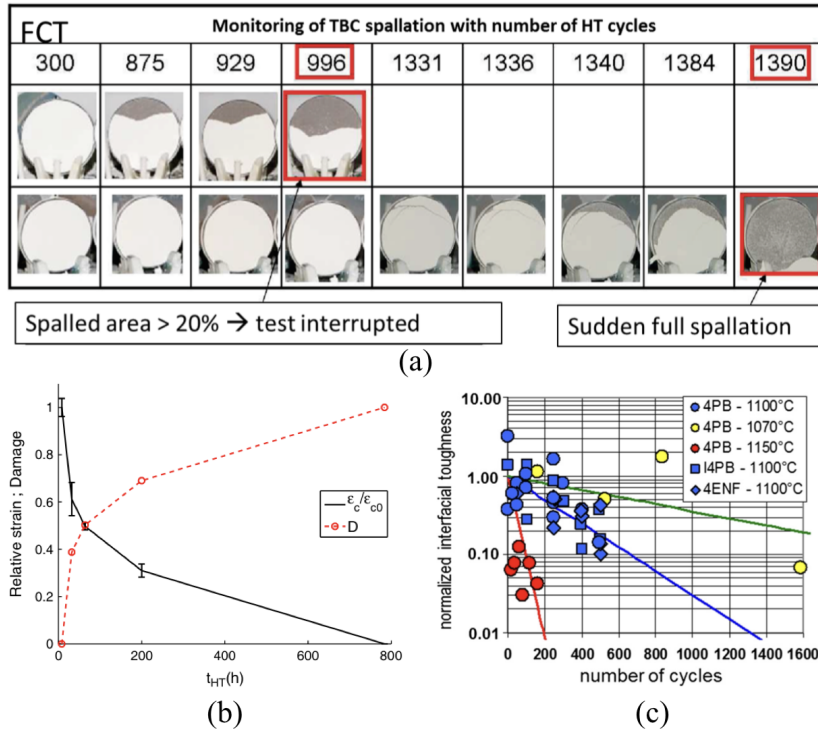 FCT
Monitoring of TBC spallation with number of HT cycles
300 875 929 996 1331 1336 1340 1384 1390
Spalled area > 20% → test interrupted
Sudden full spallation
(a)
Relative strain ; Damage
1
0.8
0.6
0.4
0.2
0
0 200 400 600 800
t_HT(h)
ε_c/ε_c0
D
(b)
normalized interfacial toughness
10.00
1.00
0.10
0.01
0 200 400 600 800 1000 1200 1400 1600
number of cycles
4PB - 1100°C
4PB - 1070°C
4PB - 1150°C
I4PB - 1100°C
4ENF - 1100°C
(c)